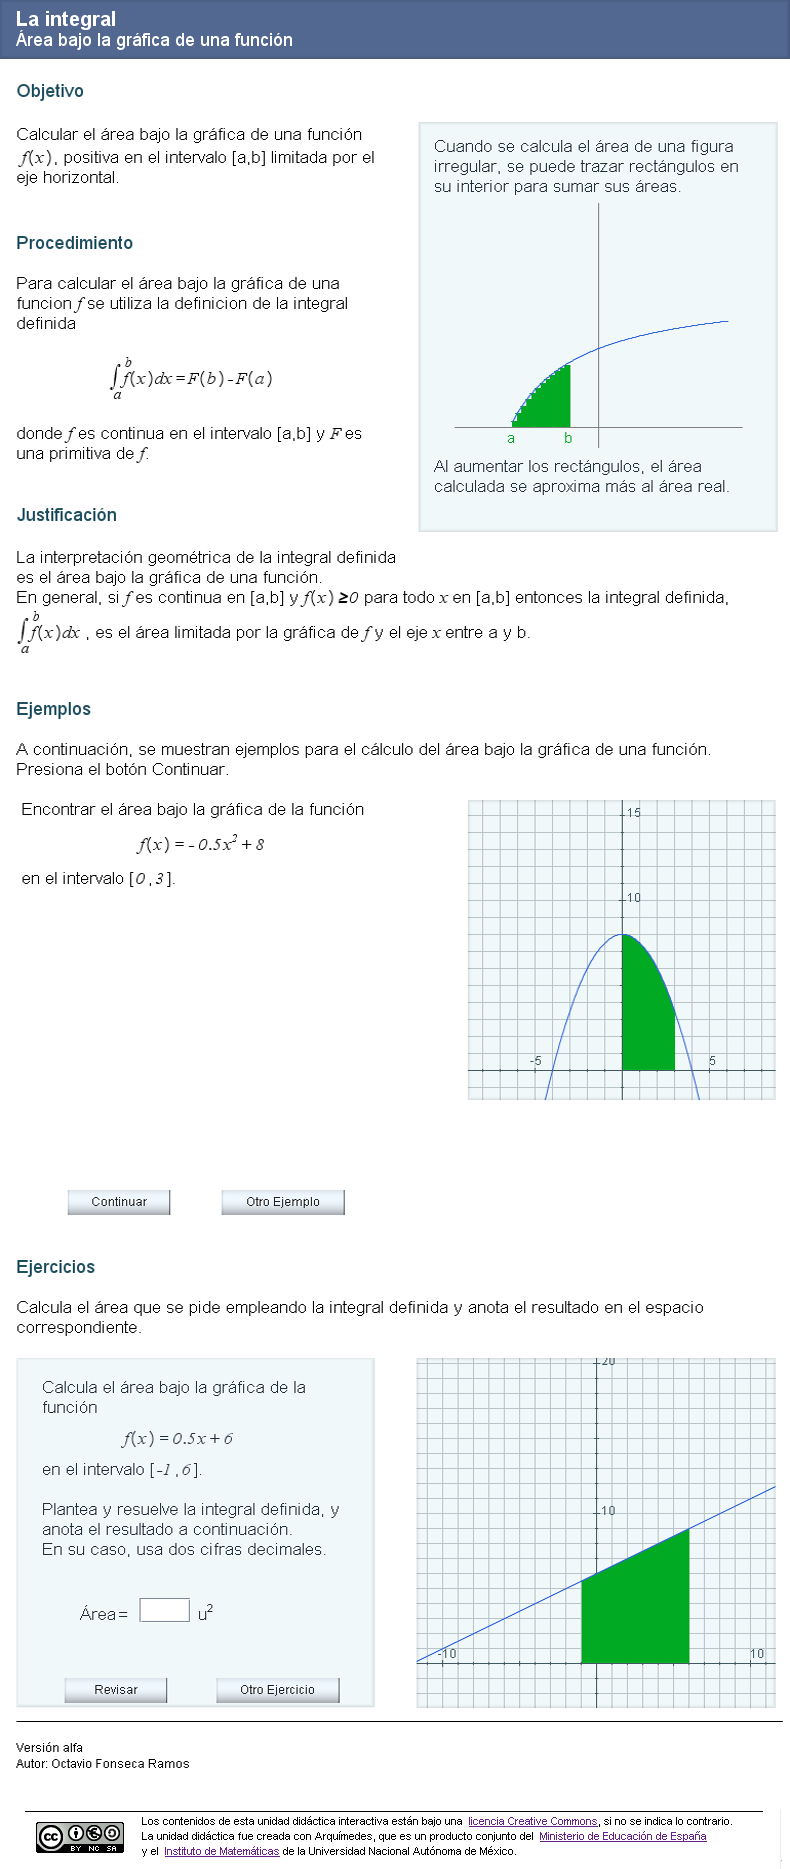 La integral
Área bajo la gráfica de una función
Objetivo
Calcular el área bajo la gráfica de una función
f(x), positiva en el intervalo [a,b] limitada por el
eje horizontal.
Cuando se calcula el área de una figura
irregular, se puede trazar rectángulos en
su interior para sumar sus áreas.
a b
Al aumentar los rectángulos, el área
calculada se aproxima más al área real.
Procedimiento
Para calcular el área bajo la gráfica de una
funcion f se utiliza la definicion de la integral
definida
∫_a^b f(x)dx = F(b) - F(a)
donde f es continua en el intervalo [a,b] y F es
una primitiva de f.
Justificación
La interpretación geométrica de la integral definida
es el área bajo la gráfica de una función.
En general, si f es continua en [a,b] y f(x) ≥0 para todo x en [a,b] entonces la integral definida,
∫_a^b f(x)dx , es el área limitada por la gráfica de f y el eje x entre a y b.
Ejemplos
A continuación, se muestran ejemplos para el cálculo del área bajo la gráfica de una función.
Presiona el botón Continuar.
Encontrar el área bajo la gráfica de la función
f(x) = - 0.5x² + 8
en el intervalo [0 , 3].
15
10
-5 5
Continuar Otro Ejemplo
Ejercicios
Calcula el área que se pide empleando la integral definida y anota el resultado en el espacio
correspondiente.
Calcula el área bajo la gráfica de la
función
f(x) = 0.5x + 6
en el intervalo [-1 , 6].
Plantea y resuelve la integral definida, y
anota el resultado a continuación.
En su caso, usa dos cifras decimales.
Área = u²
Revisar Otro Ejercicio
20
10
-10 10
Versión alfa
Autor: Octavio Fonseca Ramos
cc BY NC SA
Los contenidos de esta unidad didáctica interactiva están bajo una licencia Creative Commons, si no se indica lo contrario.
La unidad didáctica fue creada con Arquímedes, que es un producto conjunto del Ministerio de Educación de España
y el Instituto de Matemáticas de la Universidad Nacional Autónoma de México.